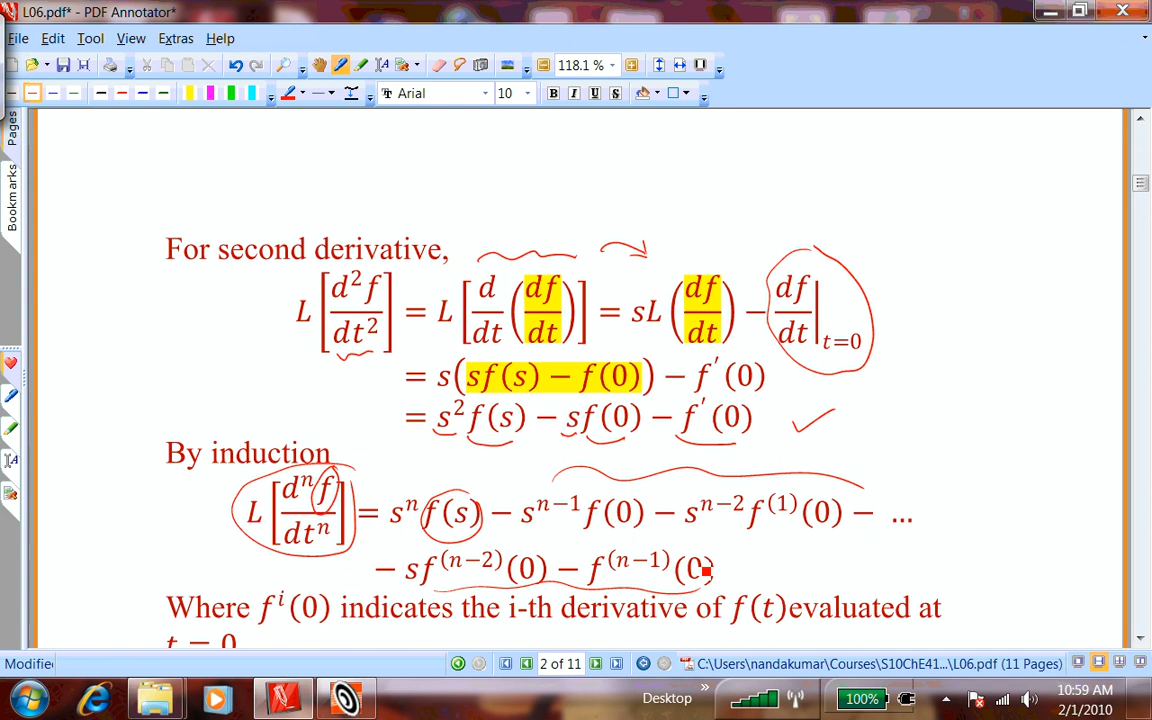 L06.pdf* - PDF Annotator*
File Edit Tool View Extras Help
118.1 %
Arial 10 B I U S
Pages
Bookmarks
For second derivative,
L[d²f/dt²] = L[d/dt(df/dt)] = sL(df/dt) − df/dt|t=0
= s(sf(s) − f(0)) − f′(0)
= s²f(s) − sf(0) − f′(0)
By induction
L[dⁿf/dtⁿ] = sⁿf(s) − sⁿ⁻¹f(0) − sⁿ⁻²f⁽¹⁾(0) − ...
− sf⁽ⁿ⁻²⁾(0) − f⁽ⁿ⁻¹⁾(0)
Where fⁱ(0) indicates the i-th derivative of f(t)evaluated at
t = 0
Modified
2 of 11
C:\Users\nandakumar\Courses\S10ChE41...\L06.pdf (11 Pages)
Desktop
»
100%
10:59 AM
2/1/2010